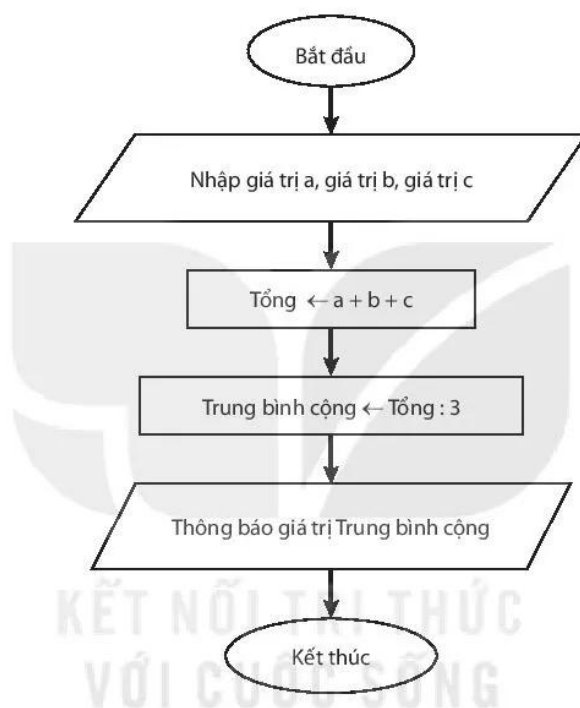 Bắt đầu
Nhập giá trị a, giá trị b, giá trị c
Tổng ← a + b + c
Trung bình cộng ← Tổng : 3
Thông báo giá trị Trung bình cộng
KẾT NỐI TRI THỨC
Kết thúc
VỚI CUỘC SỐNG